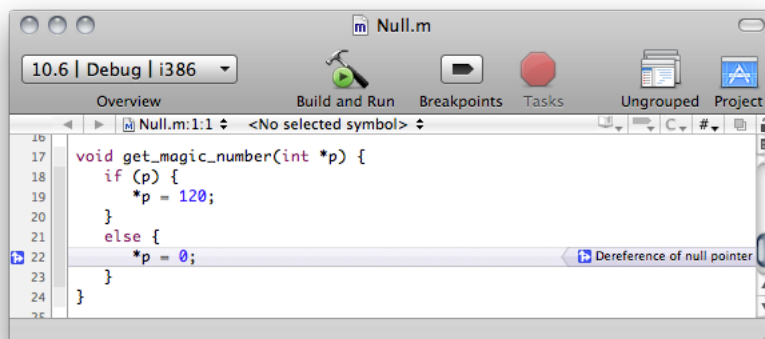 Null.m
10.6 | Debug | i386
Overview Build and Run Breakpoints Tasks Ungrouped Project
Null.m:1:1 <No selected symbol> C #
16
17 void get_magic_number(int *p) {
18 if (p) {
19 *p = 120;
20 }
21 else {
22 *p = 0; Dereference of null pointer
23 }
24 }
25